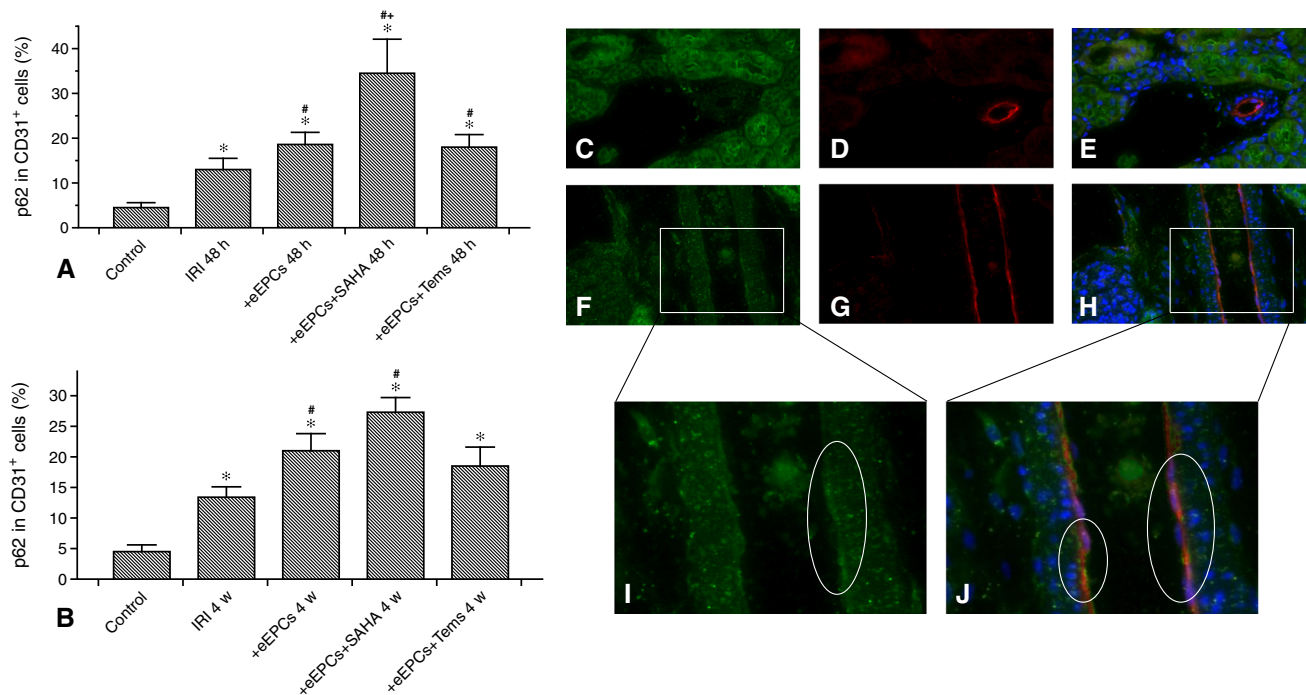 p62 in CD31+ cells (%)
40
30
20
10
0
*
#
*
#+
*
#
*
Control
IRI 48 h
+eEPCs 48 h
+eEPCs+SAHA 48 h
+eEPCs+Tems 48 h
A
p62 in CD31+ cells (%)
30
25
20
15
10
5
0
*
#
*
#
*
*
Control
IRI 4 w
+eEPCs 4 w
+eEPCs+SAHA 4 w
+eEPCs+Tems 4 w
B
C
D
E
F
G
H
I
J